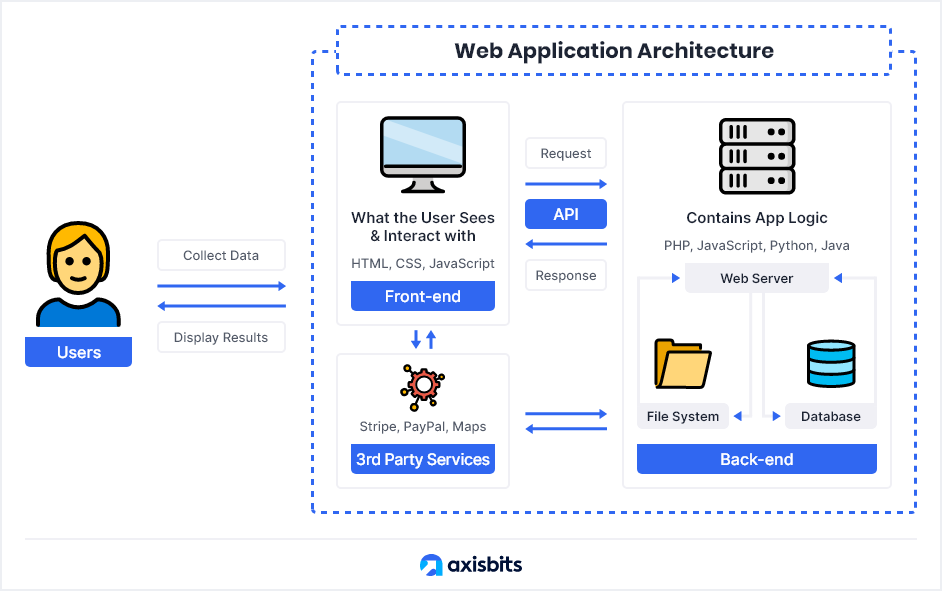 Web Application Architecture
Users
Collect Data
Display Results
What the User Sees
& Interact with
HTML, CSS, JavaScript
Front-end
Request
API
Response
Stripe, PayPal, Maps
3rd Party Services
Contains App Logic
PHP, JavaScript, Python, Java
Web Server
File System
Database
Back-end
axisbits